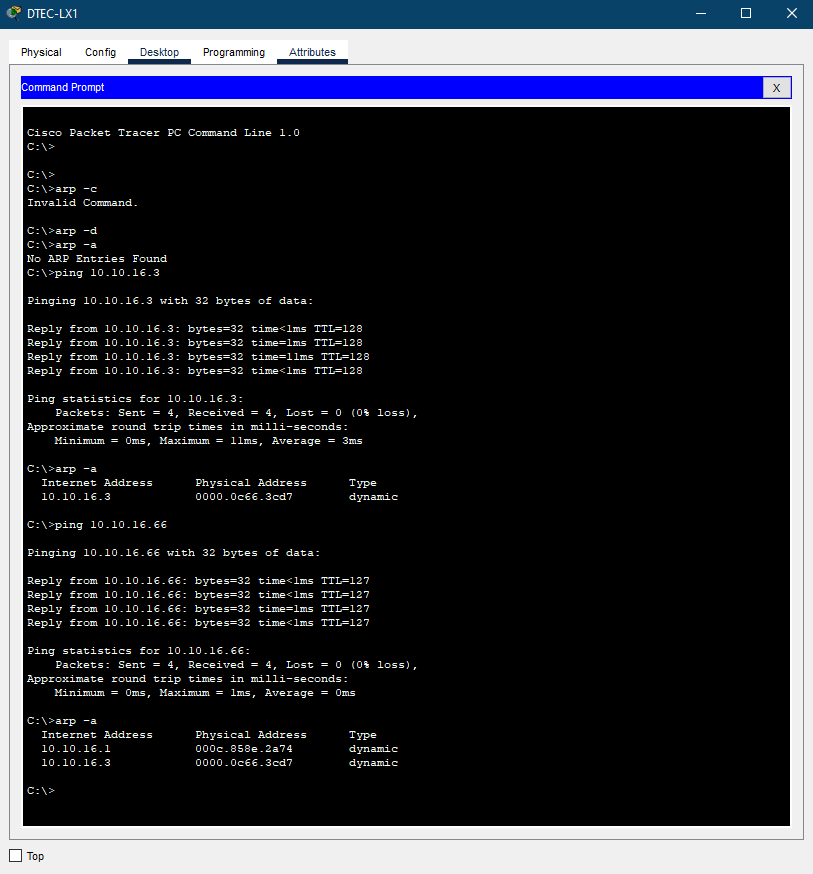 DTEC-LX1
Physical Config Desktop Programming Attributes
Command Prompt X
Cisco Packet Tracer PC Command Line 1.0
C:\>
C:\>
C:\>arp -c
Invalid Command.
C:\>arp -d
C:\>arp -a
No ARP Entries Found
C:\>ping 10.10.16.3
Pinging 10.10.16.3 with 32 bytes of data:
Reply from 10.10.16.3: bytes=32 time<1ms TTL=128
Reply from 10.10.16.3: bytes=32 time=1ms TTL=128
Reply from 10.10.16.3: bytes=32 time=11ms TTL=128
Reply from 10.10.16.3: bytes=32 time<1ms TTL=128
Ping statistics for 10.10.16.3:
Packets: Sent = 4, Received = 4, Lost = 0 (0% loss),
Approximate round trip times in milli-seconds:
Minimum = 0ms, Maximum = 11ms, Average = 3ms
C:\>arp -a
Internet Address Physical Address Type
10.10.16.3 0000.0c66.3cd7 dynamic
C:\>ping 10.10.16.66
Pinging 10.10.16.66 with 32 bytes of data:
Reply from 10.10.16.66: bytes=32 time<1ms TTL=127
Reply from 10.10.16.66: bytes=32 time<1ms TTL=127
Reply from 10.10.16.66: bytes=32 time=1ms TTL=127
Reply from 10.10.16.66: bytes=32 time<1ms TTL=127
Ping statistics for 10.10.16.66:
Packets: Sent = 4, Received = 4, Lost = 0 (0% loss),
Approximate round trip times in milli-seconds:
Minimum = 0ms, Maximum = 1ms, Average = 0ms
C:\>arp -a
Internet Address Physical Address Type
10.10.16.1 000c.858e.2a74 dynamic
10.10.16.3 0000.0c66.3cd7 dynamic
C:\>
Top